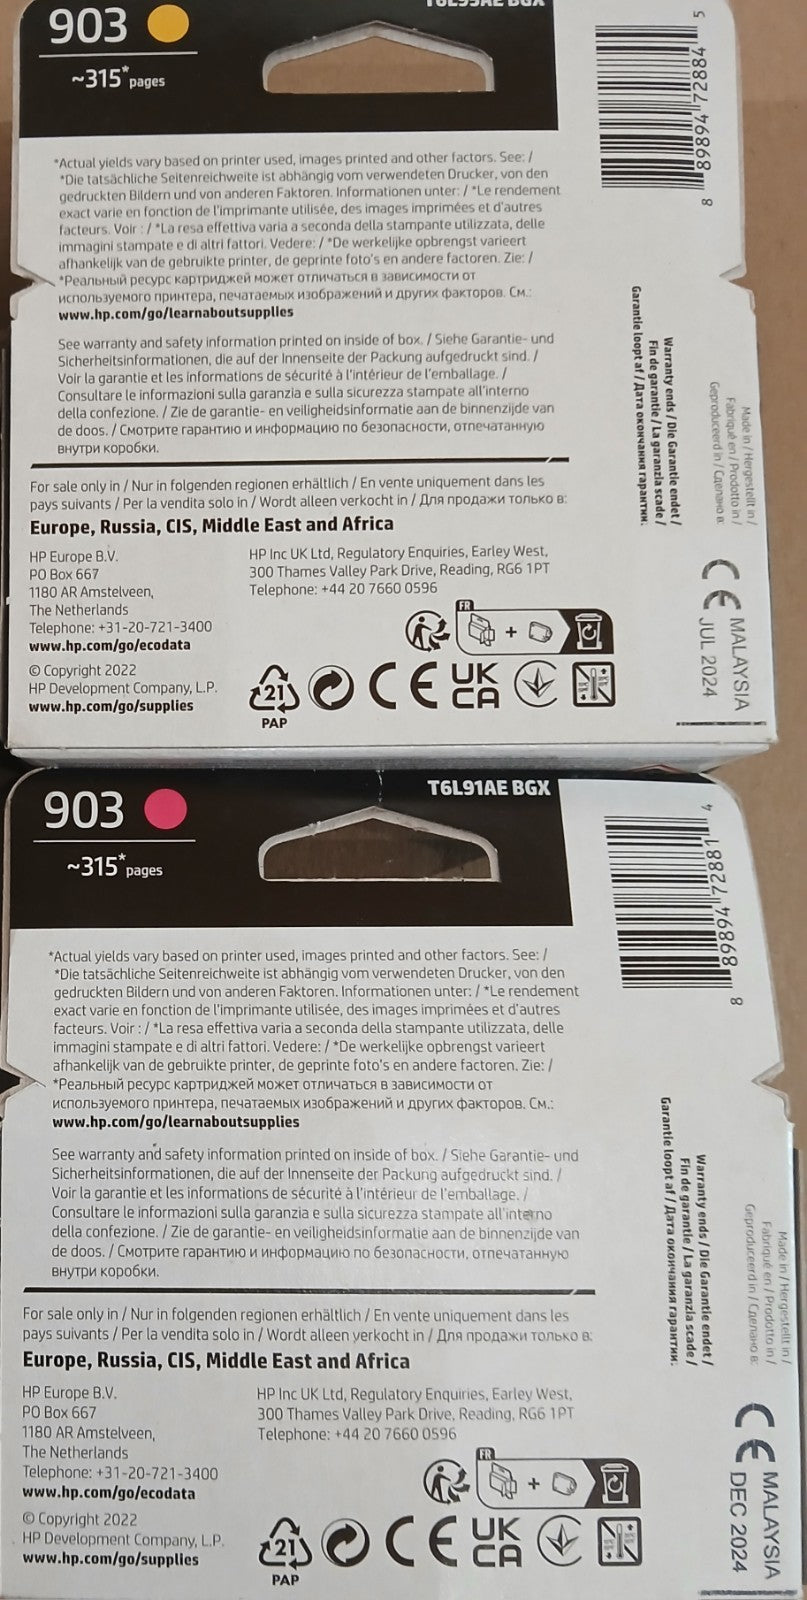 903
T6L95AE BGX
~315* pages
*Actual yields vary based on printer used, images printed and other factors. See: /
*Die tatsächliche Seitenreichweite ist abhängig vom verwendeten Drucker, von den
gedruckten Bildern und von anderen Faktoren. Informationen unter: / *Le rendement
exact varie en fonction de l'imprimante utilisée, des images imprimées et d'autres
facteurs. Voir : / *La resa effettiva varia a seconda della stampante utilizzata, delle
immagini stampate e di altri fattori. Vedere: / *De werkelijke opbrengst varieert
afhankelijk van de gebruikte printer, de geprinte foto's en andere factoren. Zie: /
*Реальный ресурс картриджей может отличаться в зависимости от
используемого принтера, печатаемых изображений и других факторов. См.:
www.hp.com/go/learnaboutsupplies
See warranty and safety information printed on inside of box. / Siehe Garantie- und
Sicherheitsinformationen, die auf der Innenseite der Packung aufgedruckt sind. /
Voir la garantie et les informations de sécurité à l'intérieur de l'emballage. /
Consultare le informazioni sulla garanzia e sulla sicurezza stampate all'interno
della confezione. / Zie de garantie- en veiligheidsinformatie aan de binnenzijde van
de doos. / Смотрите гарантию и информацию по безопасности, отпечатанную
внутри коробки.
For sale only in / Nur in folgenden regionen erhältlich / En vente uniquement dans les
pays suivants / Per la vendita solo in / Wordt alleen verkocht in / Для продажи только в:
Europe, Russia, CIS, Middle East and Africa
HP Europe B.V.
PO Box 667
1180 AR Amstelveen,
The Netherlands
Telephone: +31-20-721-3400
www.hp.com/go/ecodata
© Copyright 2022
HP Development Company, L.P.
www.hp.com/go/supplies
HP Inc UK Ltd, Regulatory Enquiries, Earley West,
300 Thames Valley Park Drive, Reading, RG6 1PT
Telephone: +44 20 7660 0596
FR
+
21
PAP
CE
UK
CA
8 89894 72884 5
Warranty ends / Die Garantie endet /
Fin de garantie / La garanzia scade /
Garantie loopt af / Дата окончания гарантии:
Made in / Hergestellt in /
Fabriqué en / Prodotto in /
Geproduceerd in / Сделано в:
CE
MALAYSIA
JUL 2024
903
T6L91AE BGX
~315* pages
*Actual yields vary based on printer used, images printed and other factors. See: /
*Die tatsächliche Seitenreichweite ist abhängig vom verwendeten Drucker, von den
gedruckten Bildern und von anderen Faktoren. Informationen unter: / *Le rendement
exact varie en fonction de l'imprimante utilisée, des images imprimées et d'autres
facteurs. Voir : / *La resa effettiva varia a seconda della stampante utilizzata, delle
immagini stampate e di altri fattori. Vedere: / *De werkelijke opbrengst varieert
afhankelijk van de gebruikte printer, de geprinte foto's en andere factoren. Zie: /
*Реальный ресурс картриджей может отличаться в зависимости от
используемого принтера, печатаемых изображений и других факторов. См.:
www.hp.com/go/learnaboutsupplies
See warranty and safety information printed on inside of box. / Siehe Garantie- und
Sicherheitsinformationen, die auf der Innenseite der Packung aufgedruckt sind. /
Voir la garantie et les informations de sécurité à l'intérieur de l'emballage. /
Consultare le informazioni sulla garanzia e sulla sicurezza stampate all'interno
della confezione. / Zie de garantie- en veiligheidsinformatie aan de binnenzijde van
de doos. / Смотрите гарантию и информацию по безопасности, отпечатанную
внутри коробки.
For sale only in / Nur in folgenden regionen erhältlich / En vente uniquement dans les
pays suivants / Per la vendita solo in / Wordt alleen verkocht in / Для продажи только в:
Europe, Russia, CIS, Middle East and Africa
HP Europe B.V.
PO Box 667
1180 AR Amstelveen,
The Netherlands
Telephone: +31-20-721-3400
www.hp.com/go/ecodata
© Copyright 2022
HP Development Company, L.P.
www.hp.com/go/supplies
HP Inc UK Ltd, Regulatory Enquiries, Earley West,
300 Thames Valley Park Drive, Reading, RG6 1PT
Telephone: +44 20 7660 0596
FR
+
21
PAP
CE
UK
CA
8 89894 72881 4
Warranty ends / Die Garantie endet /
Fin de garantie / La garanzia scade /
Garantie loopt af / Дата окончания гарантии:
Made in / Hergestellt in /
Fabriqué en / Prodotto in /
Geproduceerd in / Сделано в:
CE
MALAYSIA
DEC 2024